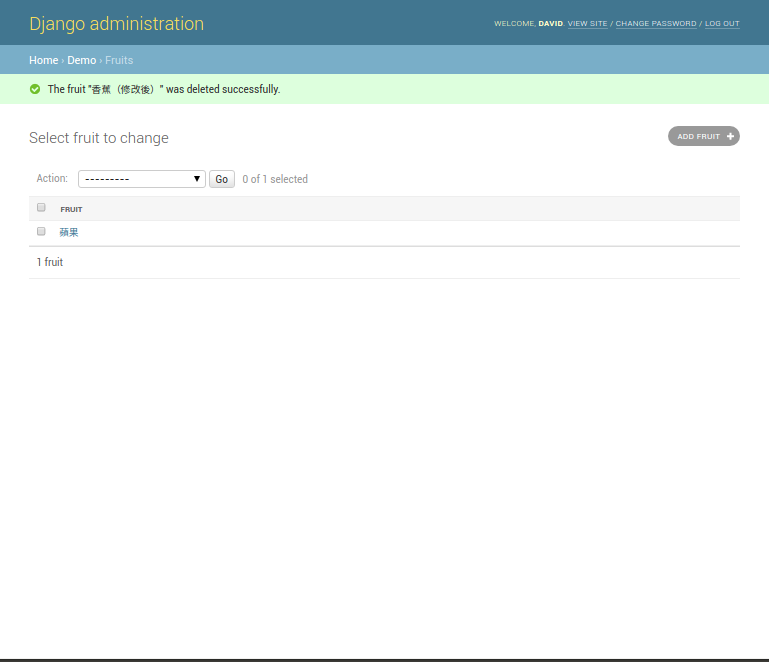 Django administration
WELCOME, DAVID. VIEW SITE / CHANGE PASSWORD / LOG OUT
Home › Demo › Fruits
The fruit "香蕉（修改後）" was deleted successfully.
Select fruit to change
ADD FRUIT +
Action: --------- Go 0 of 1 selected
FRUIT
蘋果
1 fruit